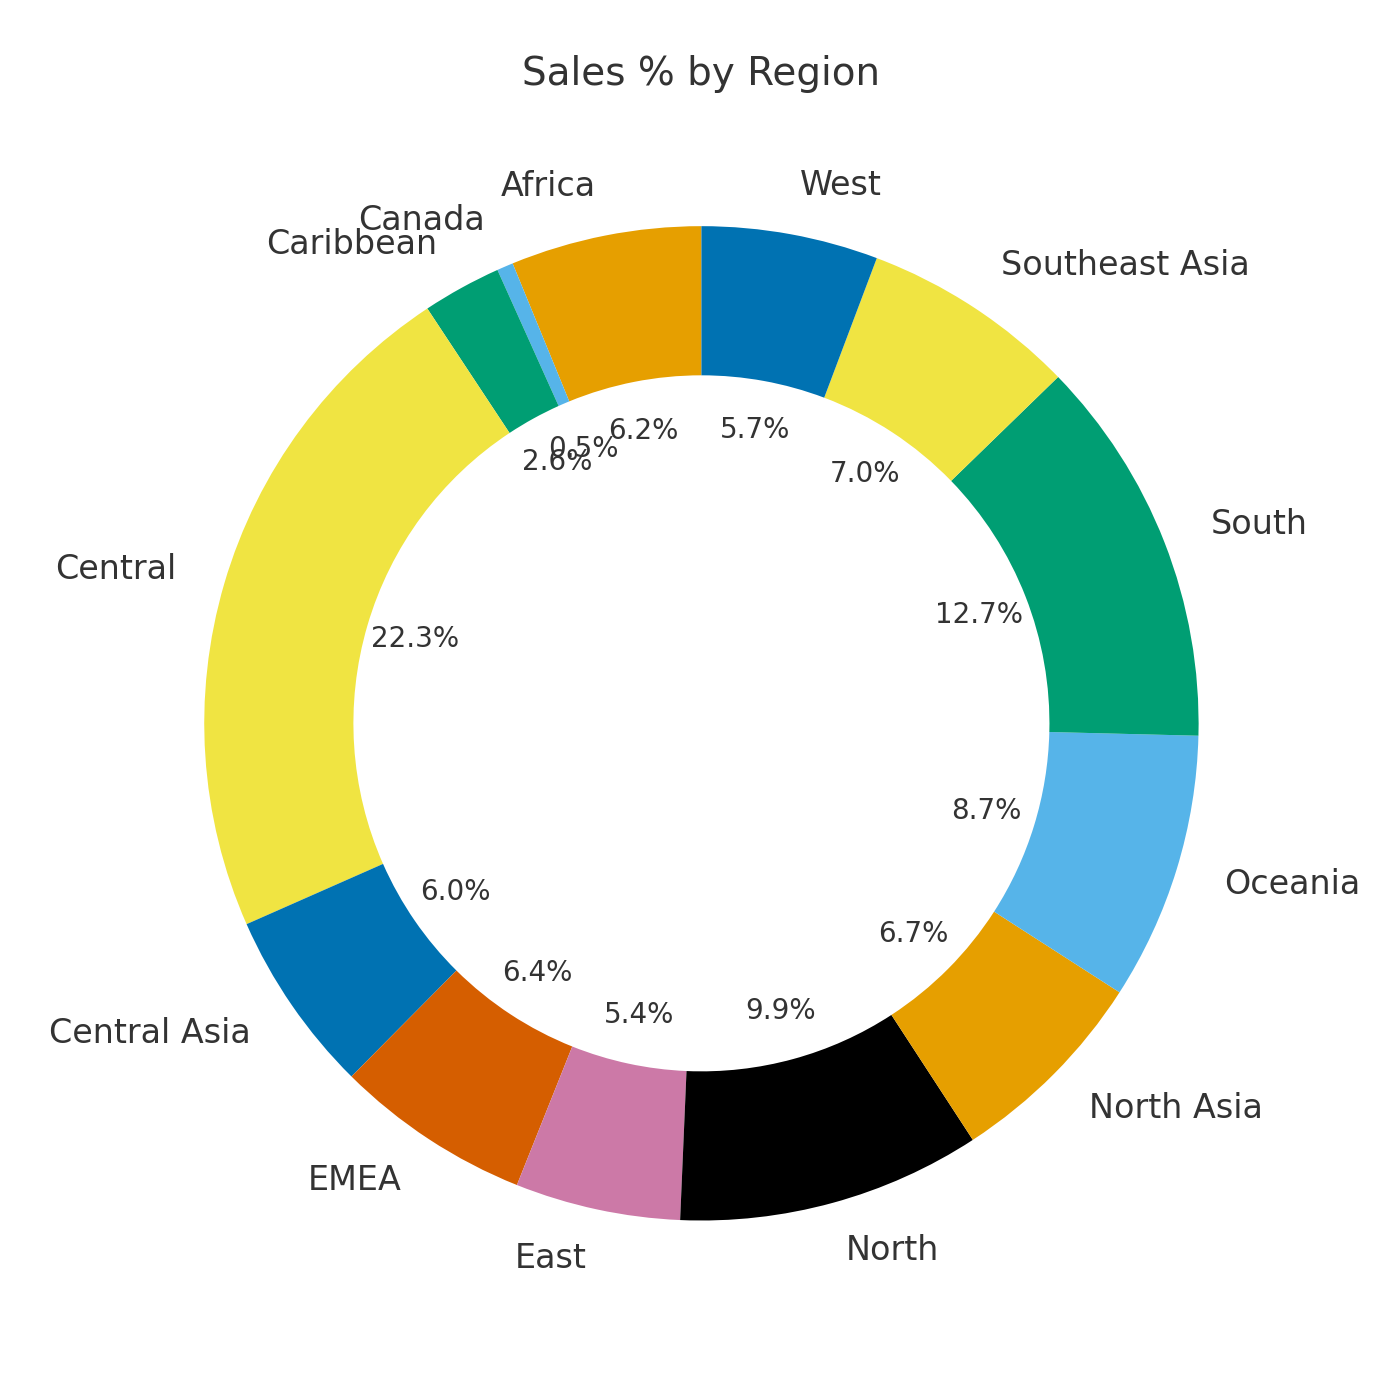 Sales % by Region
Africa
West
Canada
Caribbean
Southeast Asia
6.2%
5.7%
0.5%
2.6%
7.0%
South
Central
12.7%
22.3%
8.7%
Oceania
6.0%
6.7%
6.4%
5.4%
9.9%
Central Asia
North Asia
EMEA
East
North